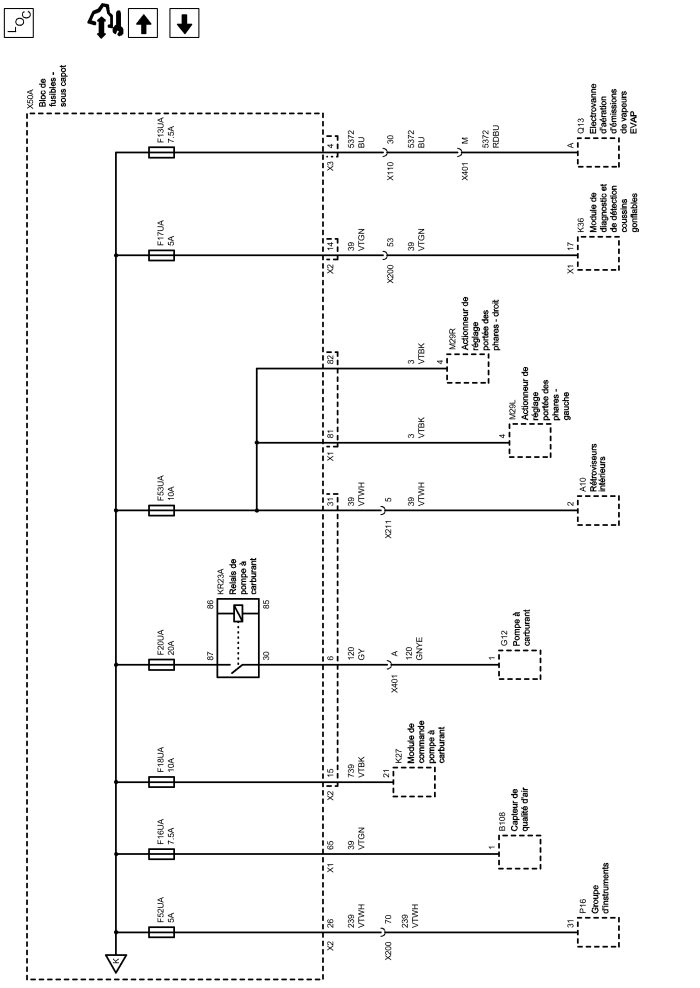 LOC
X50A
Bloc de
fusibles -
sous capot
K
F52UA
5A
26
X2
239
VTWH
70
X200
239
VTWH
31
P16
Groupe
d'instruments
F16UA
7.5A
65
X1
39
VTGN
1
B108
Capteur de
qualité d'air
F18UA
10A
15
X2
739
VTBK
21
K27
Module de
commande
pompe à
carburant
F20UA
20A
87
86
30
85
KR23A
Relais de
pompe à
carburant
6
120
GY
A
X401
120
GNYE
1
G12
Pompe à
carburant
F53UA
10A
31
39
VTWH
5
X211
39
VTWH
2
A10
Rétroviseurs
intérieurs
81
X1
3
VTBK
4
M29L
Actionneur de
réglage
portée des
phares -
gauche
82
3
VTBK
4
M29R
Actionneur de
réglage
portée des
phares - droit
F17UA
5A
14
X2
39
VTGN
53
X200
39
VTGN
17
X1
K36
Module de
diagnostic et
de détection
coussins
gonflables
F13UA
7.5A
4
X3
5372
BU
30
X110
5372
BU
M
X401
5372
RDBU
A
Q13
Electrovanne
d'aération
d'émissions
de vapeurs
EVAP